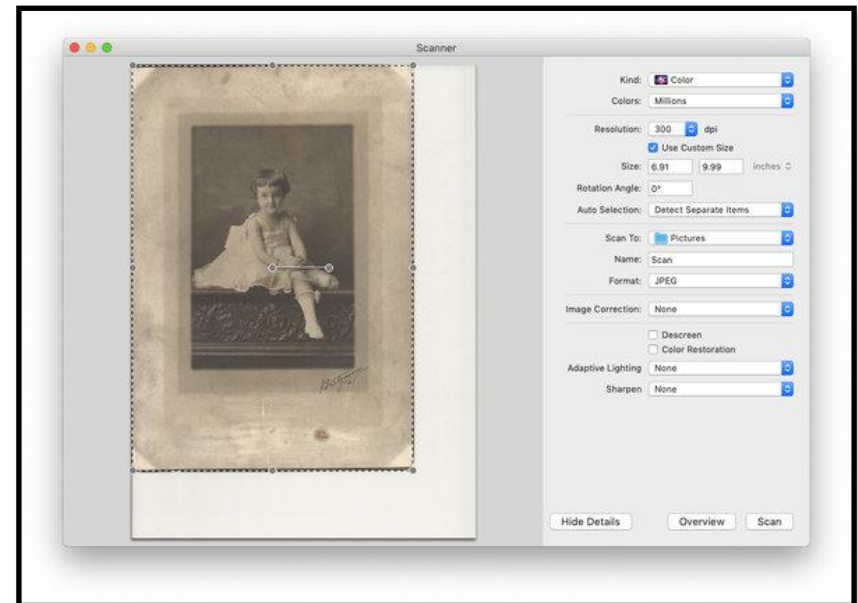 Scanner
Kind: Color
Colors: Millions
Resolution: 300 dpi
Use Custom Size
Size: 6.91 9.99 inches
Rotation Angle: 0°
Auto Selection: Detect Separate Items
Scan To: Pictures
Name: Scan
Format: JPEG
Image Correction: None
Descreen
Color Restoration
Adaptive Lighting None
Sharpen None
Hide Details Overview Scan